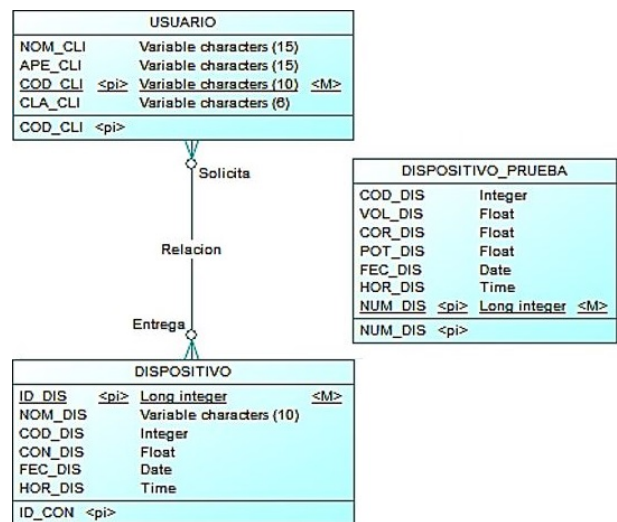 USUARIO
NOM_CLI Variable characters (15)
APE_CLI Variable characters (15)
COD_CLI <pi> Variable characters (10) <M>
CLA_CLI Variable characters (6)
COD_CLI <pi>
Solicita
Relacion
Entrega
DISPOSITIVO_PRUEBA
COD_DIS Integer
VOL_DIS Float
COR_DIS Float
POT_DIS Float
FEC_DIS Date
HOR_DIS Time
NUM_DIS <pi> Long integer <M>
NUM_DIS <pi>
DISPOSITIVO
ID_DIS <pi> Long integer <M>
NOM_DIS Variable characters (10)
COD_DIS Integer
CON_DIS Float
FEC_DIS Date
HOR_DIS Time
ID_CON <pi>